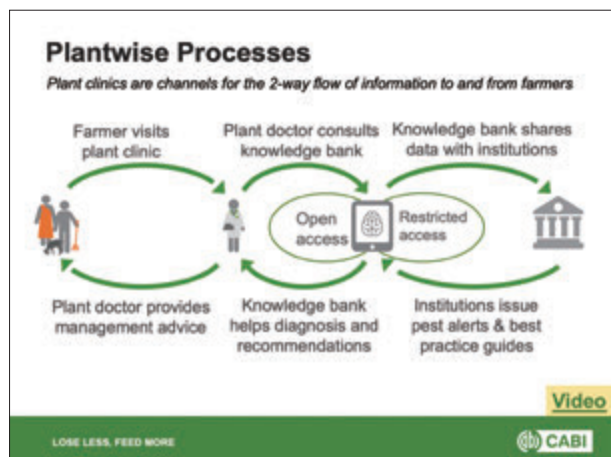 Plantwise Processes
Plant clinics are channels for the 2-way flow of information to and from farmers
Farmer visits
plant clinic
Plant doctor consults
knowledge bank
Knowledge bank shares
data with institutions
Open
access
Restricted
access
Plant doctor provides
management advice
Knowledge bank
helps diagnosis and
recommendations
Institutions issue
pest alerts & best
practice guides
Video
LOSE LESS, FEED MORE
CABI